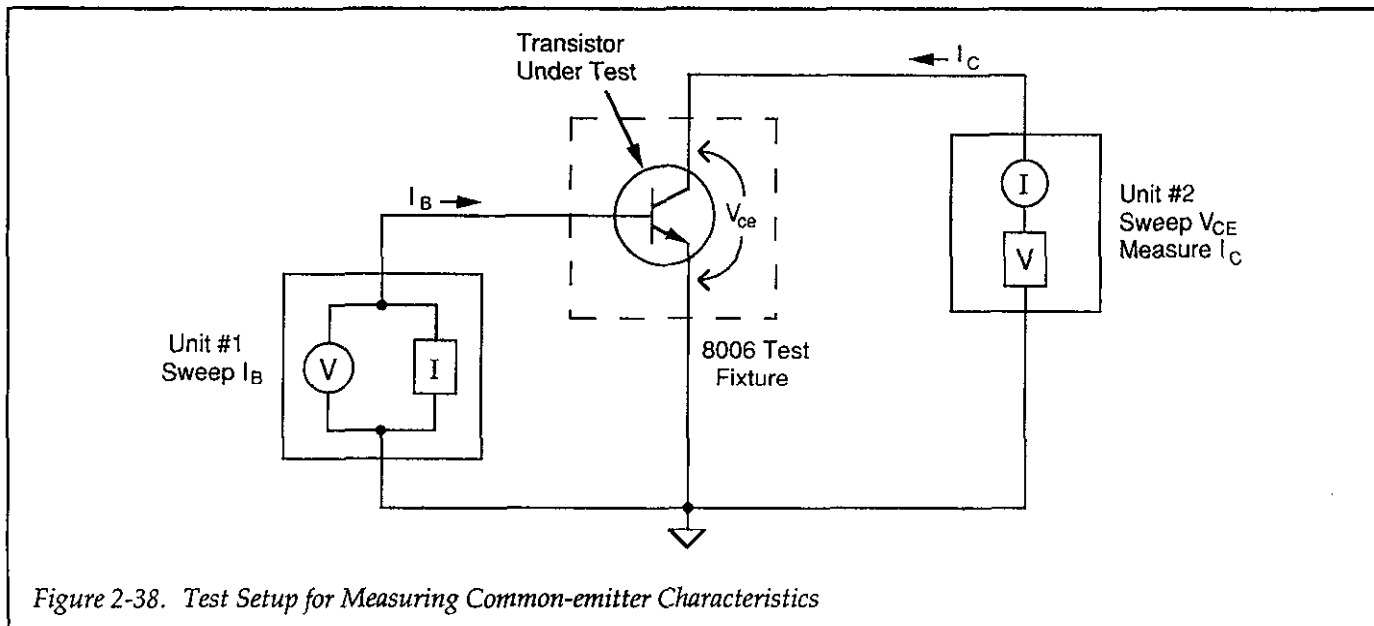 Transistor
Under Test
I_C
I_B
V_ce
I
V
Unit #2
Sweep V_CE
Measure I_C
Unit #1
Sweep I_B
V
I
8006 Test
Fixture
Figure 2-38. Test Setup for Measuring Common-emitter Characteristics